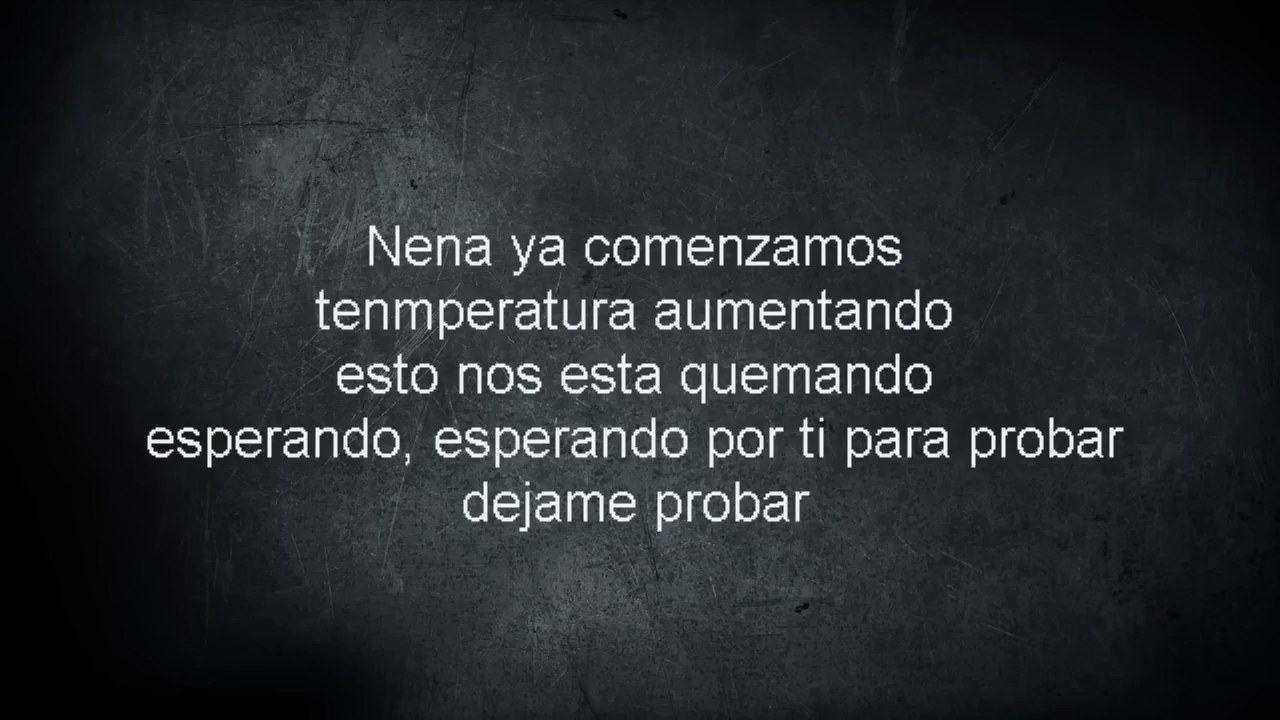 Nena ya comenzamos
tenmperatura aumentando
esto nos esta quemando
esperando, esperando por ti para probar
dejame probar